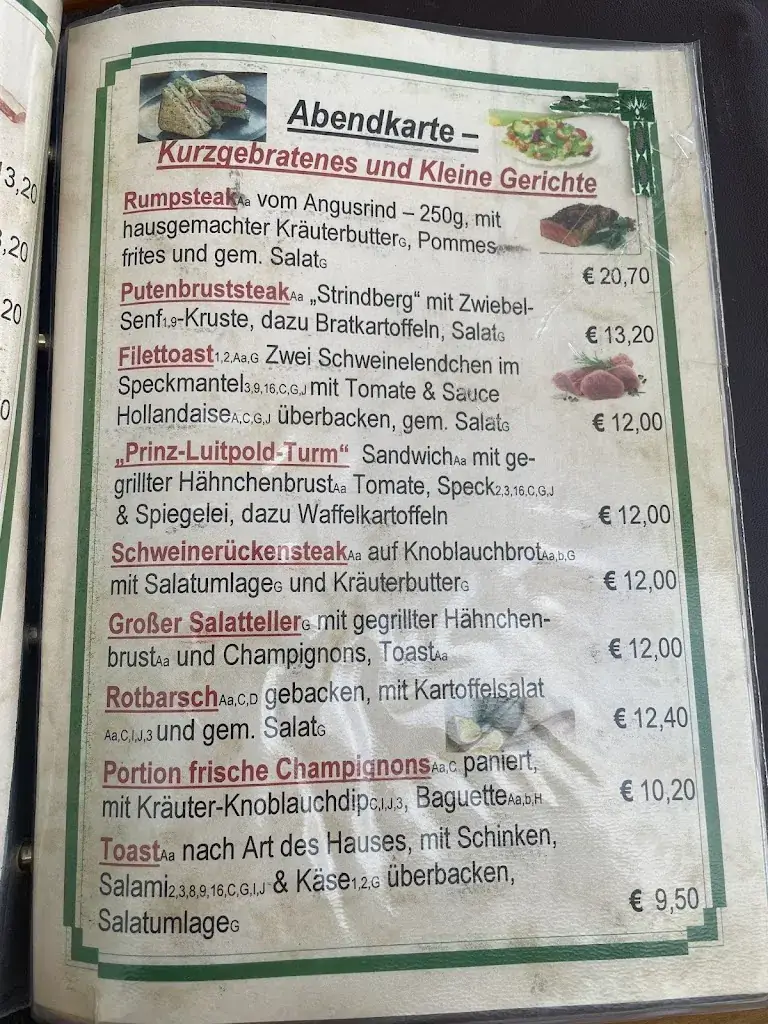 13,20
3,20
20
0
Abendkarte –
Kurzgebratenes und Kleine Gerichte
RumpsteakAa vom Angusrind – 250g, mit
hausgemachter KräuterbutterG, Pommes
frites und gem. SalatG
€ 20,70
PutenbruststeakAa „Strindberg“ mit Zwiebel-
Senf1,9-Kruste, dazu Bratkartoffeln, SalatG
€ 13,20
Filettoast1,2,Aa,G Zwei Schweinelendchen im
Speckmantel3,9,16,C,G,J mit Tomate & Sauce
HollandaiseA,C,G,J überbacken, gem. SalatG
€ 12,00
„Prinz-Luitpold-Turm“ SandwichAa mit ge-
grillter HähnchenbrustAa Tomate, Speck2,3,16,C,G,J
& Spiegelei, dazu Waffelkartoffeln
€ 12,00
SchweinerückensteakAa auf KnoblauchbrotAa,b,G
mit SalatumlageG und KräuterbutterG
€ 12,00
Großer SalattellerG mit gegrillter Hähnchen-
brustAa und Champignons, ToastAa
€ 12,00
RotbarschAa,C,D gebacken, mit Kartoffelsalat
Aa,C,I,J,3 und gem. SalatG
€ 12,40
Portion frische ChampignonsAa,C paniert,
mit Kräuter-KnoblauchdipC,I,J,3, BaguetteAa,b,H
€ 10,20
ToastAa nach Art des Hauses, mit Schinken,
Salami2,3,8,9,16,C,G,I,J & Käse1,2,G überbacken,
SalatumlageG
€ 9,50